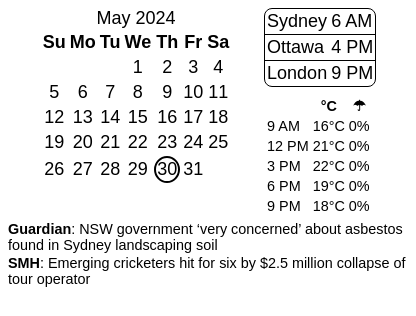 May 2024
Su Mo Tu We Th Fr Sa
1 2 3 4
5 6 7 8 9 10 11
12 13 14 15 16 17 18
19 20 21 22 23 24 25
26 27 28 29 30 31
Sydney 6 AM
Ottawa 4 PM
London 9 PM
°C ☂
9 AM 16°C 0%
12 PM 21°C 0%
3 PM 22°C 0%
6 PM 19°C 0%
9 PM 18°C 0%
Guardian: NSW government ‘very concerned’ about asbestos
found in Sydney landscaping soil
SMH: Emerging cricketers hit for six by $2.5 million collapse of
tour operator